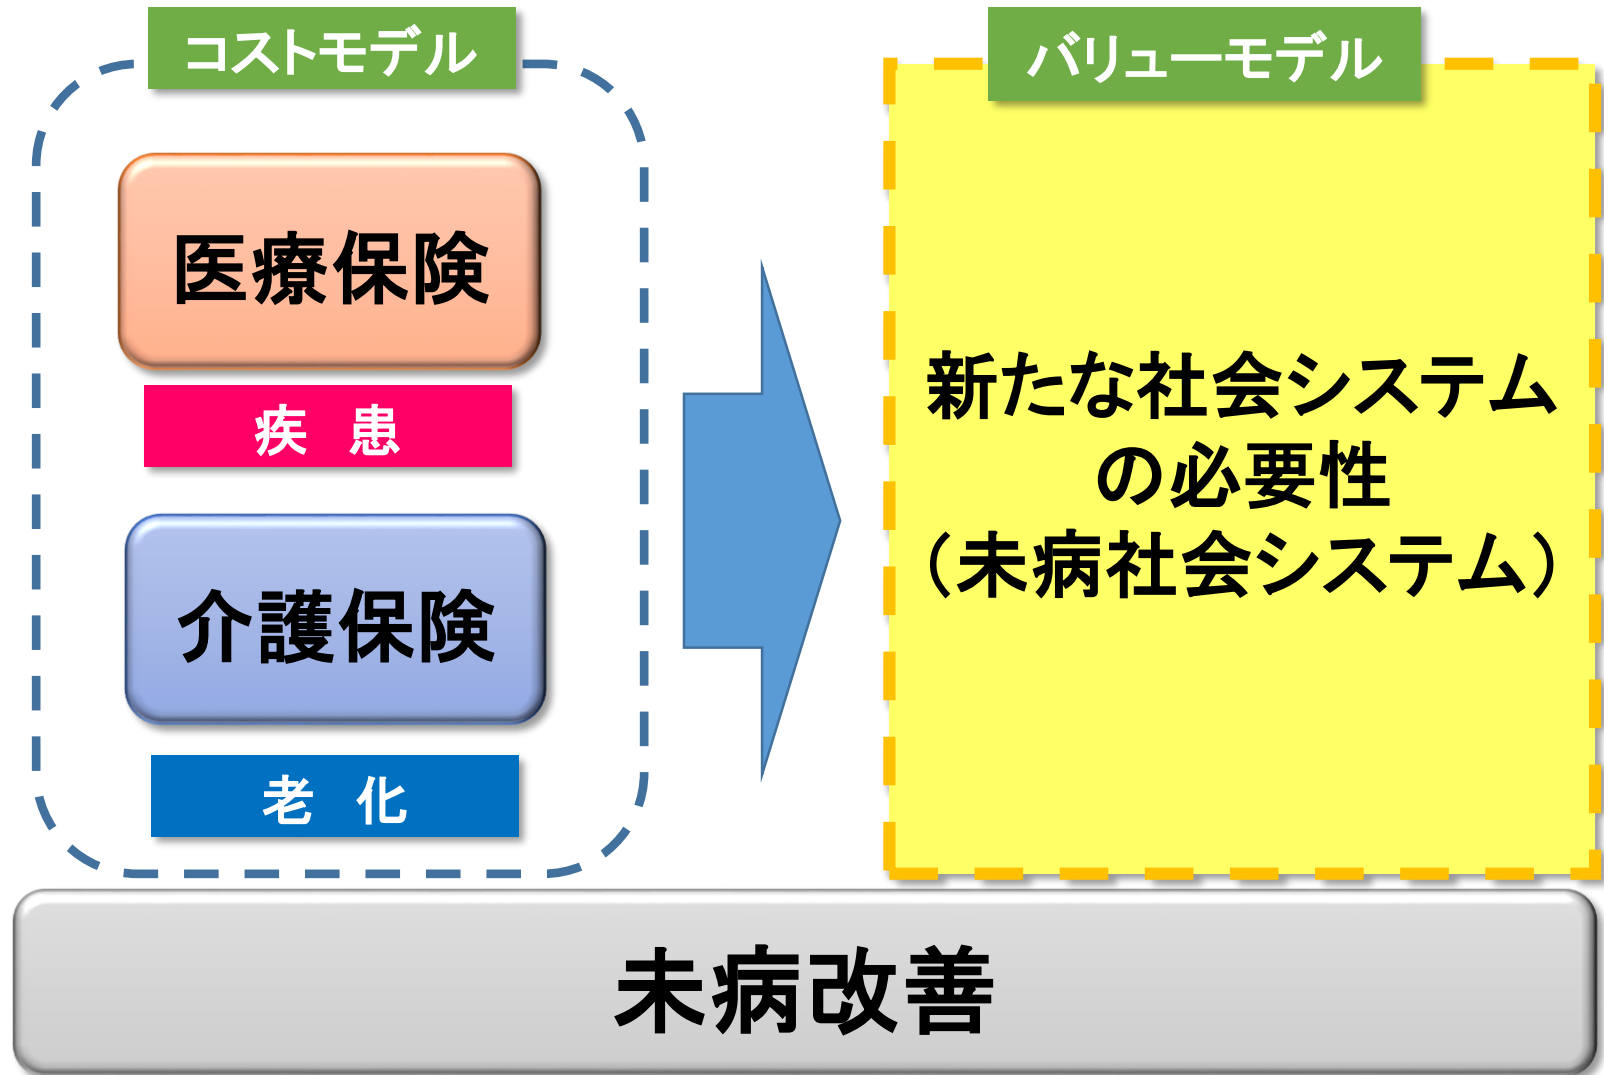 コストモデル
医療保険
疾　患
介護保険
老　化
バリューモデル
新たな社会システム
の必要性
（未病社会システム）
未病改善